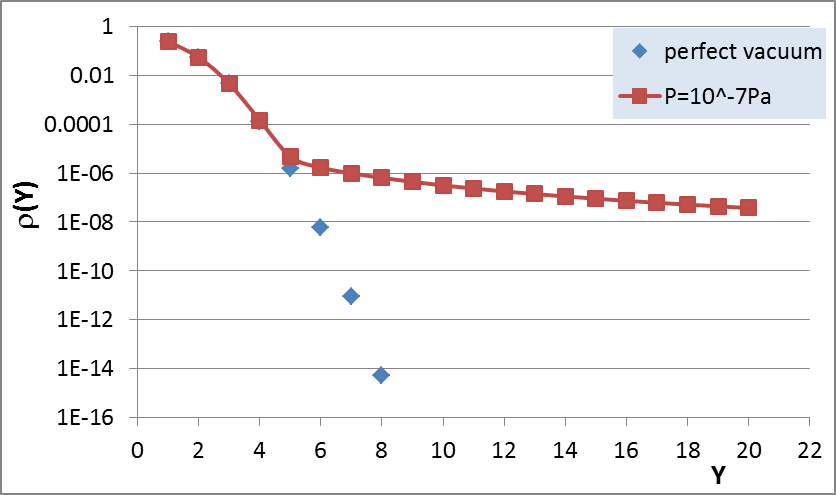 1
0.01
0.0001
1E-06
1E-08
1E-10
1E-12
1E-14
1E-16
ρ(Y)
perfect vacuum
P=10^-7Pa
0 2 4 6 8 10 12 14 16 18 20 22
Y